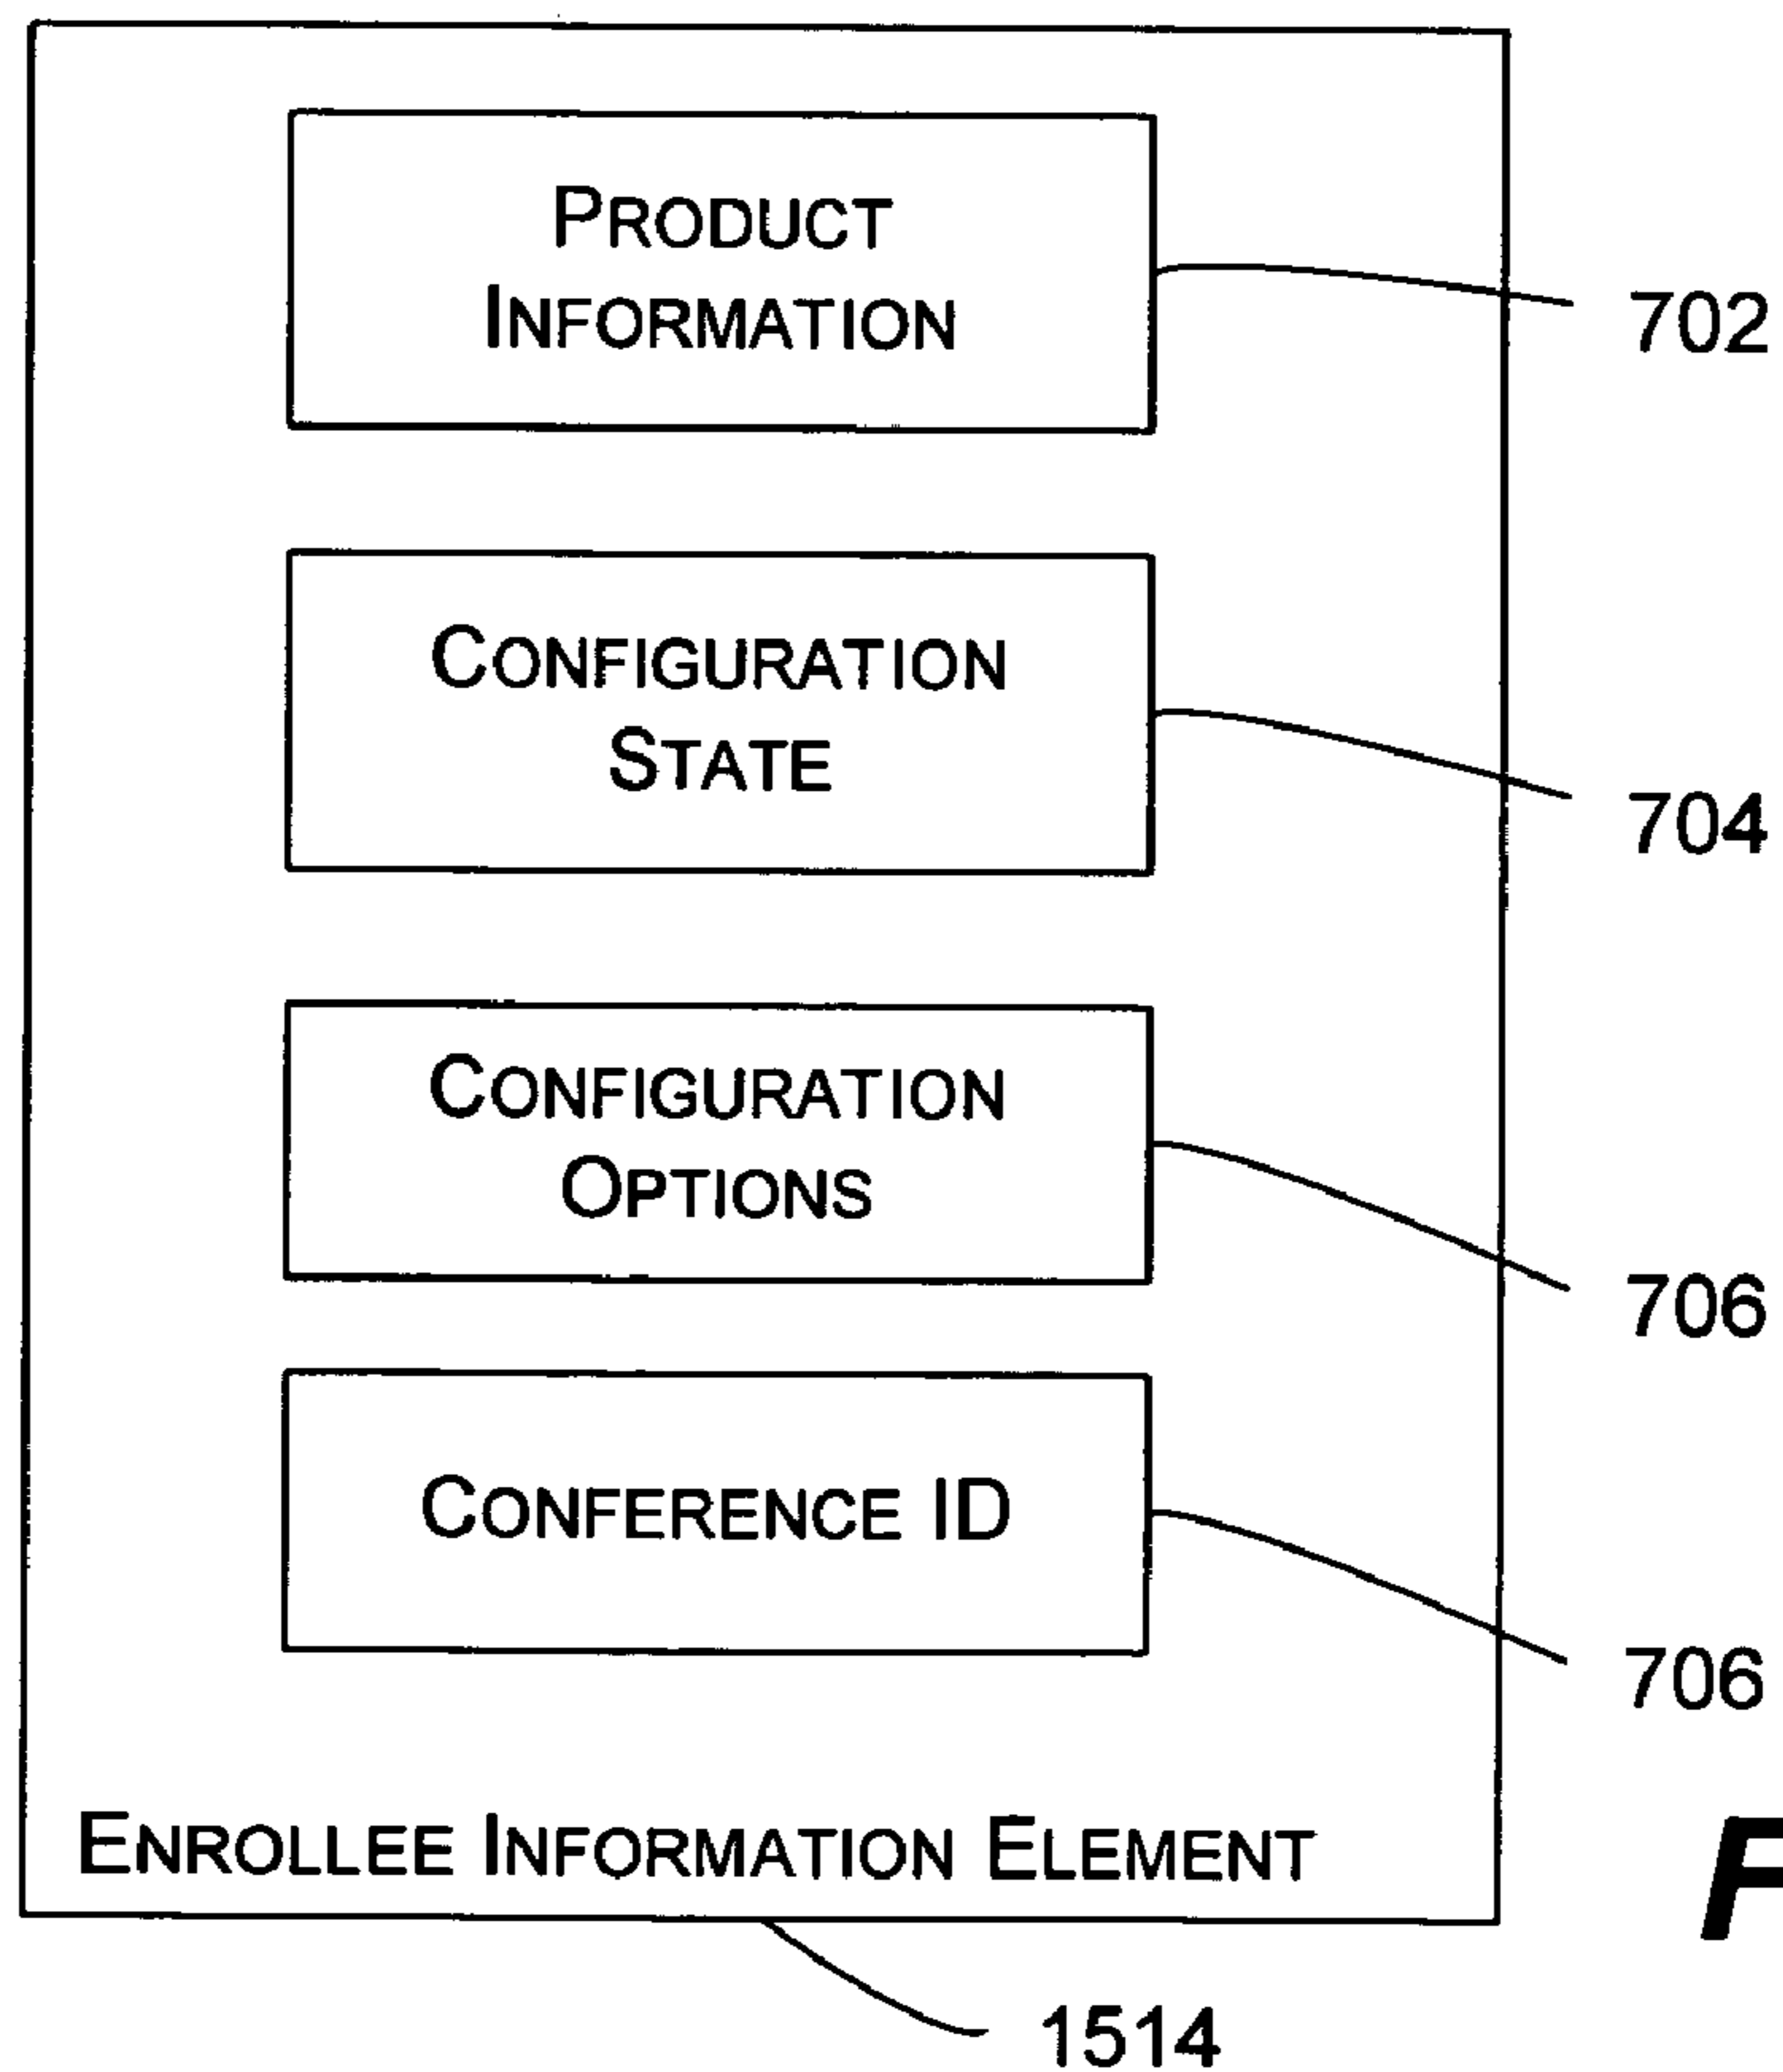 PRODUCT
INFORMATION
702
CONFIGURATION
STATE
704
CONFIGURATION
OPTIONS
706
CONFERENCE ID
706
ENROLLEE INFORMATION ELEMENT
F
1514